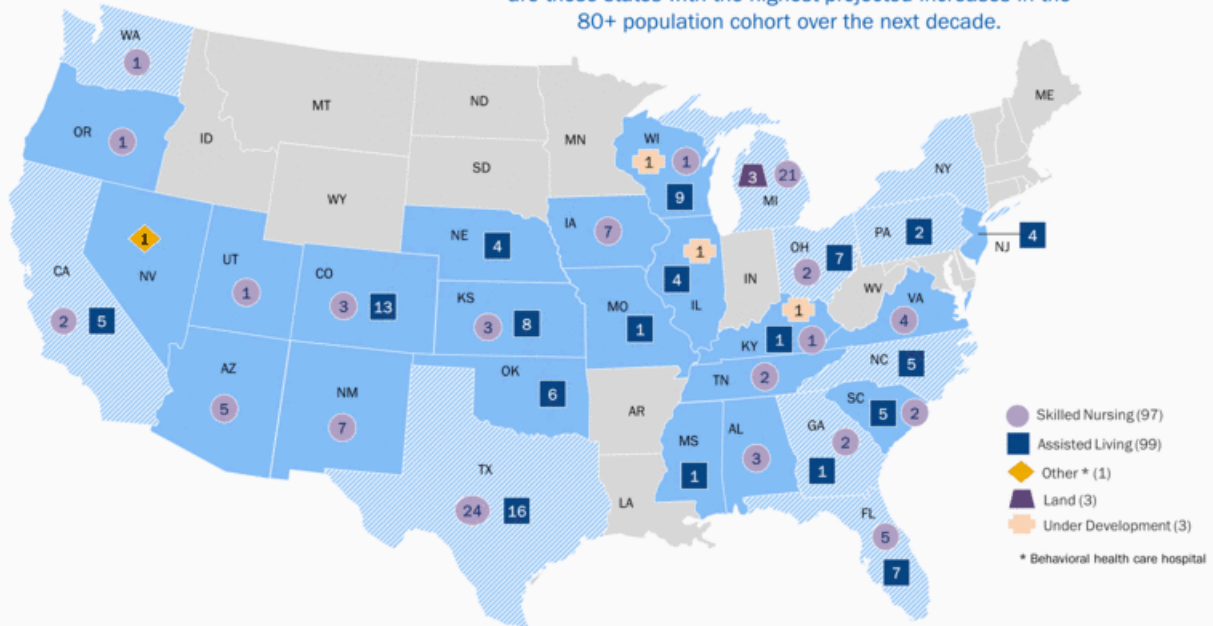 are those states with the highest projected increases in the
80+ population cohort over the next decade.
WA
1
OR
1
ID
MT
ND
MN
SD
WY
WI
1
1
9
3
21
MI
NY
ME
CA
2
5
1
NV
UT
1
CO
3
13
NE
4
IA
7
KS
3
8
MO
1
1
4
IL
IN
OH
2
7
PA
2
NJ
4
WV
VA
4
1
KY
1
1
AZ
5
NM
7
OK
6
AR
TN
2
NC
5
SC
5
2
MS
1
AL
3
GA
2
1
TX
24
16
LA
FL
5
7
Skilled Nursing (97)
Assisted Living (99)
Other * (1)
Land (3)
Under Development (3)
* Behavioral health care hospital